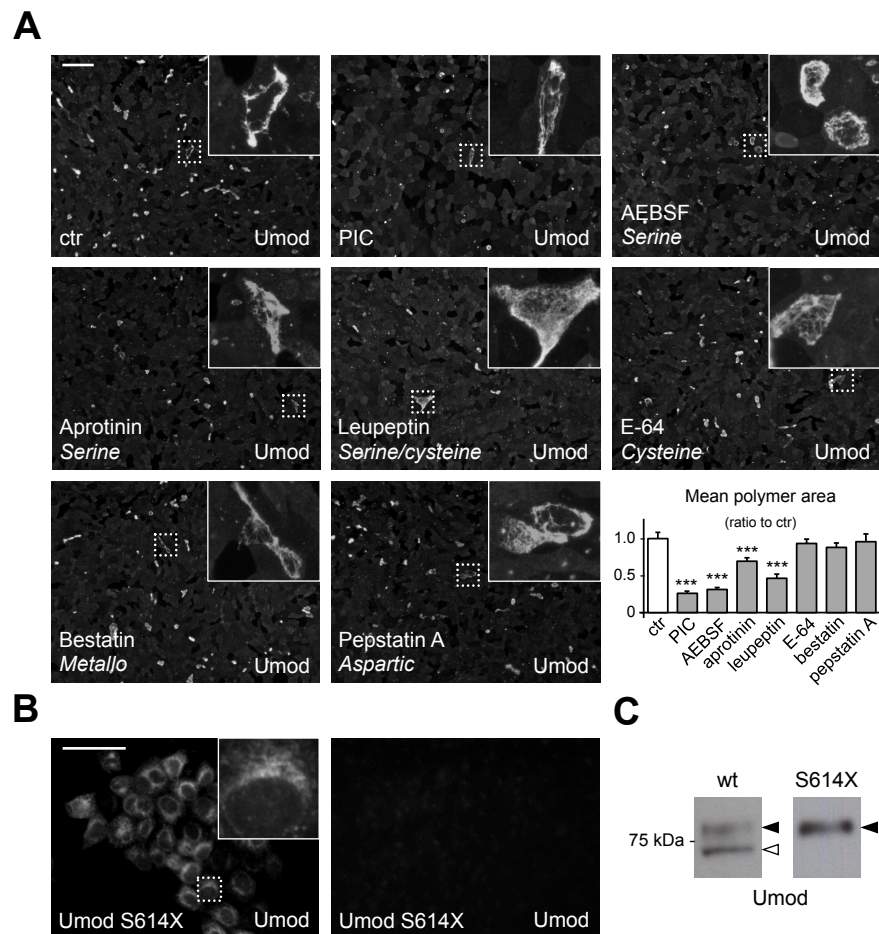 A
ctr Umod
PIC Umod
AEBSF
Serine Umod
Aprotinin
Serine Umod
Leupeptin
Serine/cysteine Umod
E-64
Cysteine Umod
Bestatin
Metallo Umod
Pepstatin A
Aspartic Umod
Mean polymer area
(ratio to ctr)
1.0
0.5
0
*** *** *** ***
ctr PIC AEBSF aprotinin leupeptin E-64 bestatin pepstatin A
B
Umod S614X Umod
Umod S614X Umod
C
wt S614X
75 kDa -
Umod